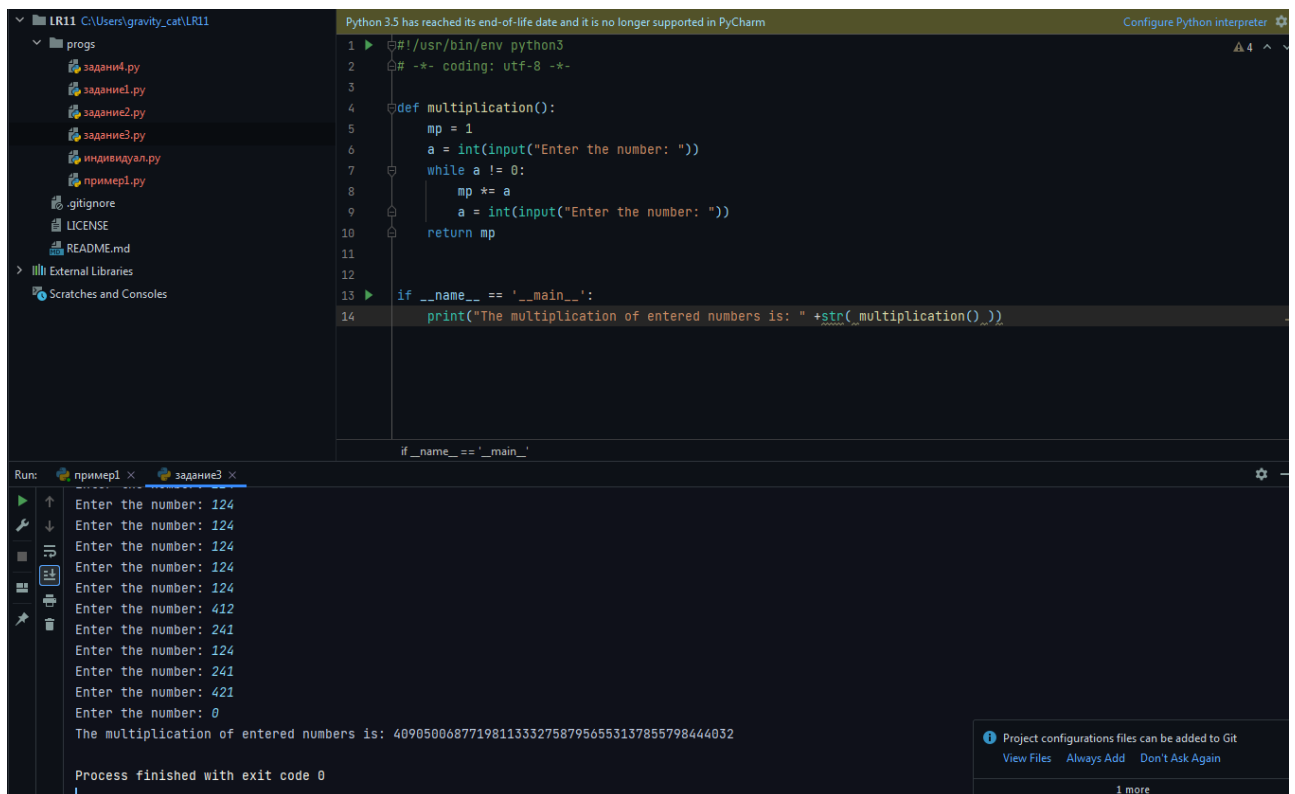 LR11 C:\Users\gravity_cat\LR11
progs
задани4.py
задание1.py
задание2.py
задание3.py
индивидуал.py
пример1.py
.gitignore
LICENSE
README.md
External Libraries
Scratches and Consoles
Python 3.5 has reached its end-of-life date and it is no longer supported in PyCharm Configure Python interpreter
4
1 #!/usr/bin/env python3
2 # -*- coding: utf-8 -*-
3
4 def multiplication():
5 mp = 1
6 a = int(input("Enter the number: "))
7 while a != 0:
8 mp *= a
9 a = int(input("Enter the number: "))
10 return mp
11
12
13 if __name__ == '__main__':
14 print("The multiplication of entered numbers is: " +str( multiplication() ))
if __name__ == '__main__'
Run: пример1 задание3
Enter the number: 124
Enter the number: 124
Enter the number: 124
Enter the number: 124
Enter the number: 124
Enter the number: 412
Enter the number: 241
Enter the number: 124
Enter the number: 241
Enter the number: 421
Enter the number: 0
The multiplication of entered numbers is: 409050068771981133327587956553137855798444032
Process finished with exit code 0
Project configurations files can be added to Git
View Files Always Add Don't Ask Again
1 more